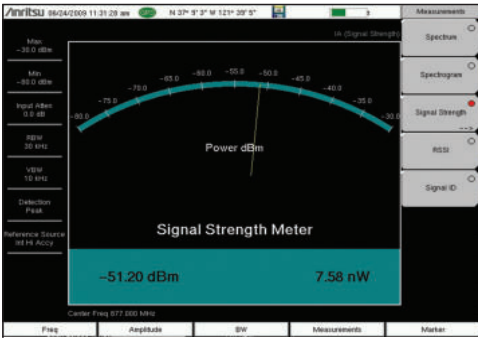 Anritsu 06/24/2009 11:31:28 am N 37° 9' 3" W 121° 39' 5"
Measurements
IA (Signal Strength)
Max
-30.0 dBm
Min
-80.0 dBm
Input Atten
0.0 dB
RBW
30 kHz
VBW
10 kHz
Detection
Peak
Reference Source
Int Hi Accy
-80.0
-75.0
-70.0
-65.0
-60.0
-55.0
-50.0
-45.0
-40.0
-35.0
-30.0
Power dBm
Signal Strength Meter
-51.20 dBm 7.58 nW
Center Freq 877.000 MHz
Spectrum
Spectrogram
Signal Strength
-->
RSSI
Signal ID
Freq Amplitude BW Measurements Marker